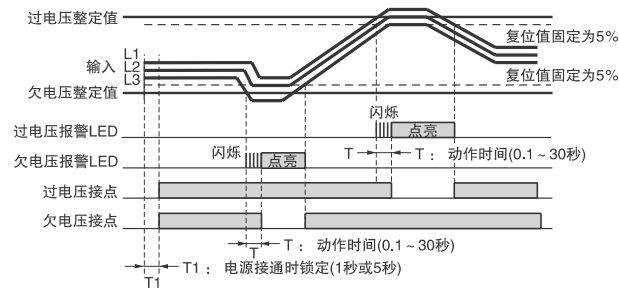 过电压整定值
复位值固定为5%
L1
输入 L2
L3
复位值固定为5%
欠电压整定值
闪烁
过电压报警LED
点亮
闪烁
T
T：动作时间(0.1~30秒)
欠电压报警LED
点亮
过电压接点
欠电压接点
T
T：动作时间(0.1~30秒)
T1：电源接通时锁定(1秒或5秒)
T1